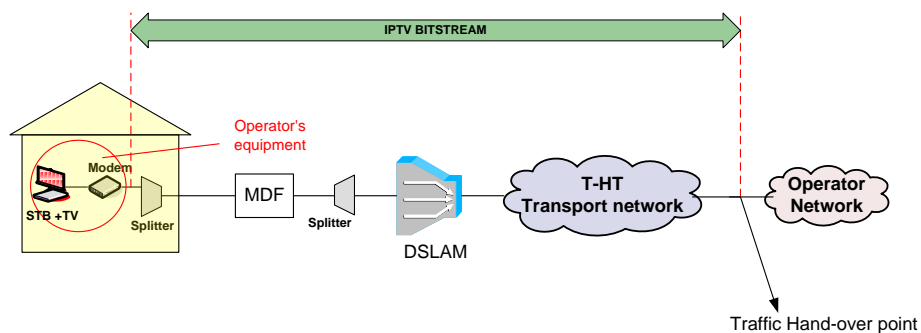 IPTV BITSTREAM
Operator's
equipment
Modem
STB +TV
Splitter
MDF
Splitter
DSLAM
T-HT
Transport network
Operator
Network
Traffic Hand-over point